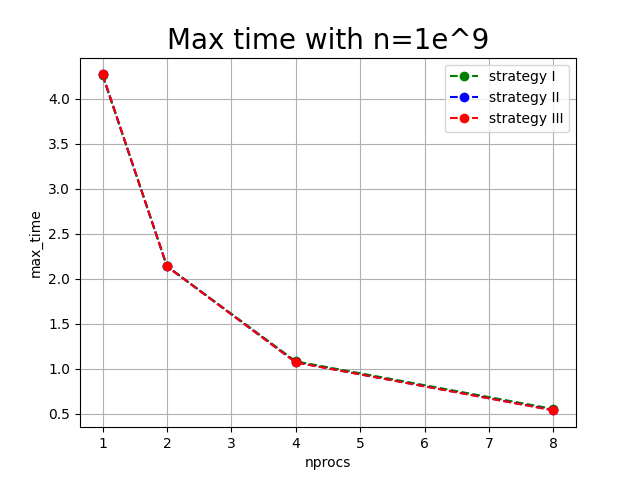 Max time with n=1e^9
strategy I
strategy II
strategy III
max_time
4.0
3.5
3.0
2.5
2.0
1.5
1.0
0.5
1 2 3 4 5 6 7 8
nprocs